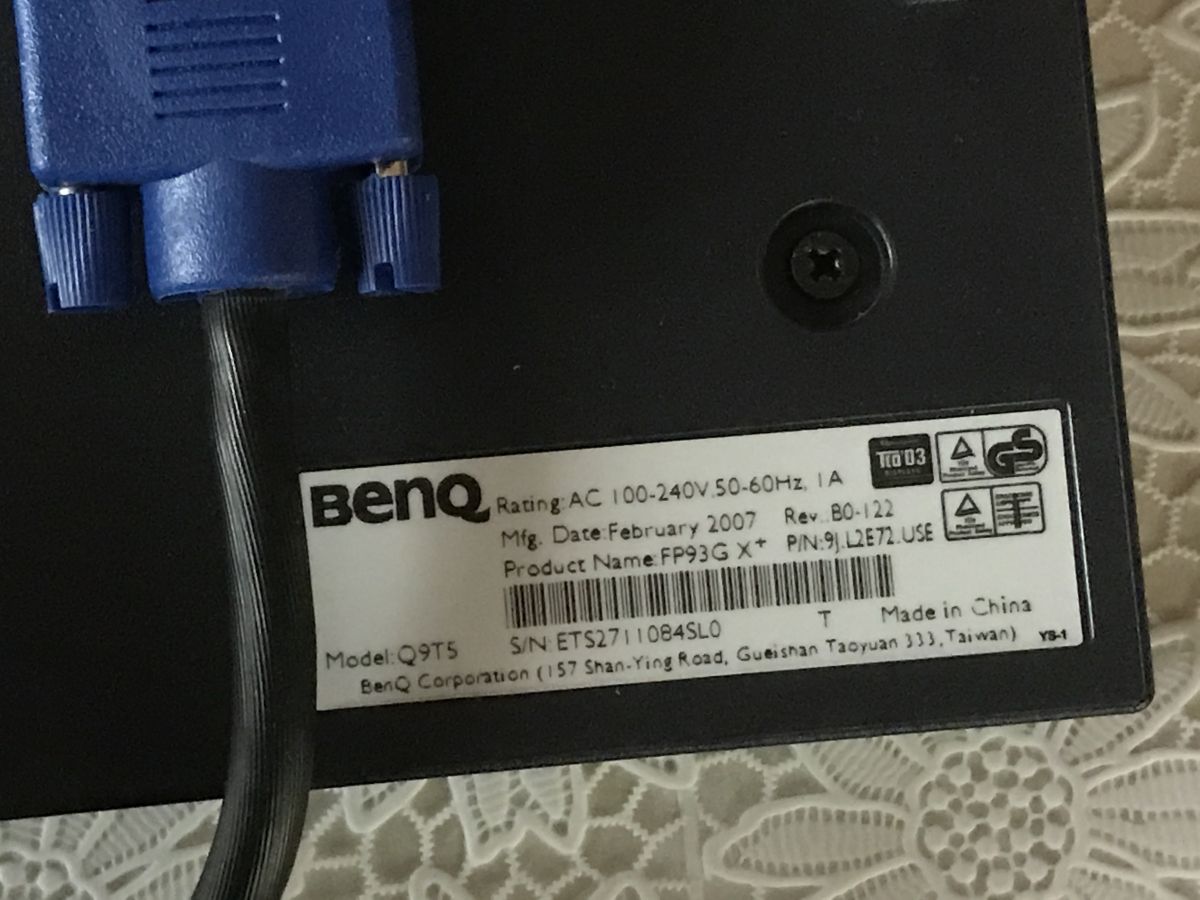 BenQ
Rating:AC 100-240V,50-60Hz, 1A
Mfg. Date:February 2007 Rev.:B0-122
Product Name:FP93G X+ P/N:9J.L2E72.USE
S/N:ETS2711084SL0 T Made in China
Model:Q9T5
BenQ Corporation (157 Shan-Ying Road, Gueishan Taoyuan 333,Taiwan) YS-1
TCO'03
GS